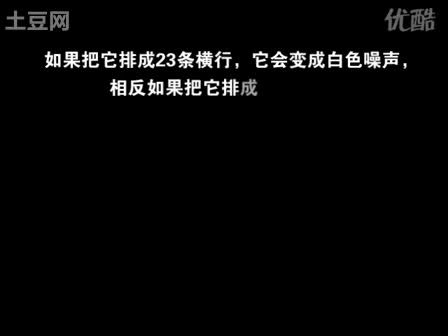 土豆网 优酷
如果把它排成23条横行，它会变成白色噪声，
相反如果把它排成